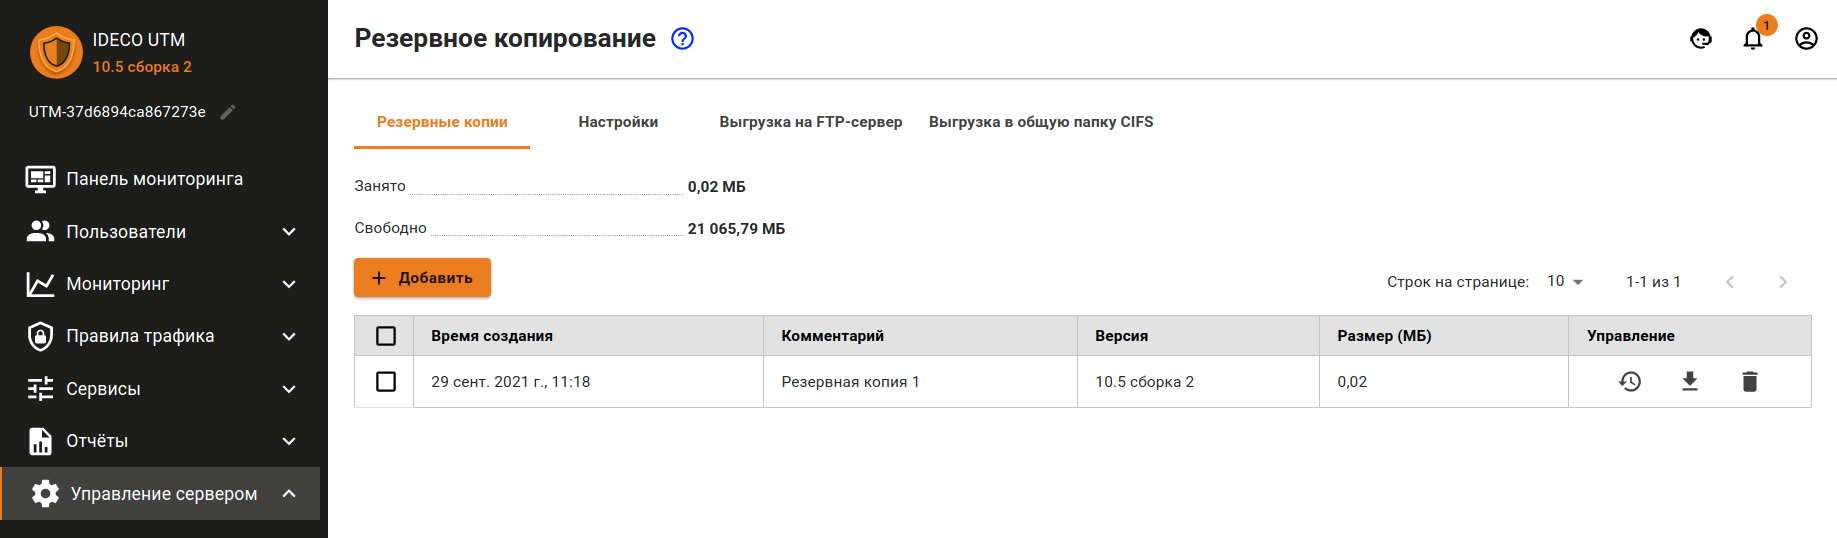 IDECO UTM
10.5 сборка 2
UTM-37d6894ca867273e
Панель мониторинга
Пользователи
Мониторинг
Правила трафика
Сервисы
Отчёты
Управление сервером
Резервное копирование ?
1
Резервные копии Настройки Выгрузка на FTP-сервер Выгрузка в общую папку CIFS
Занято 0,02 МБ
Свободно 21 065,79 МБ
+ Добавить
Строк на странице: 10 1-1 из 1
Время создания Комментарий Версия Размер (МБ) Управление
29 сент. 2021 г., 11:18 Резервная копия 1 10.5 сборка 2 0,02